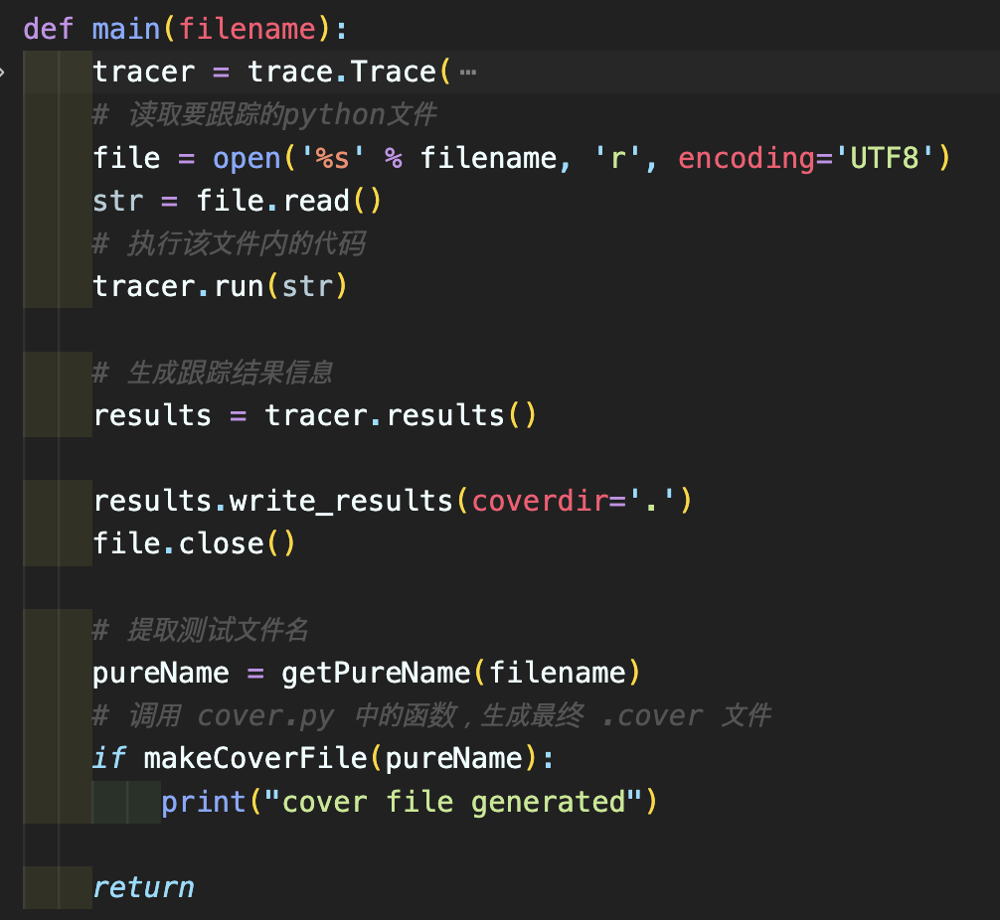 def main(filename):
    tracer = trace.Trace( ⋯
    # 读取要跟踪的python文件
    file = open('%s' % filename, 'r', encoding='UTF8')
    str = file.read()
    # 执行该文件内的代码
    tracer.run(str)

    # 生成跟踪结果信息
    results = tracer.results()

    results.write_results(coverdir='.')
    file.close()

    # 提取测试文件名
    pureName = getPureName(filename)
    # 调用 cover.py 中的函数，生成最终 .cover 文件
    if makeCoverFile(pureName):
        print("cover file generated")

    return